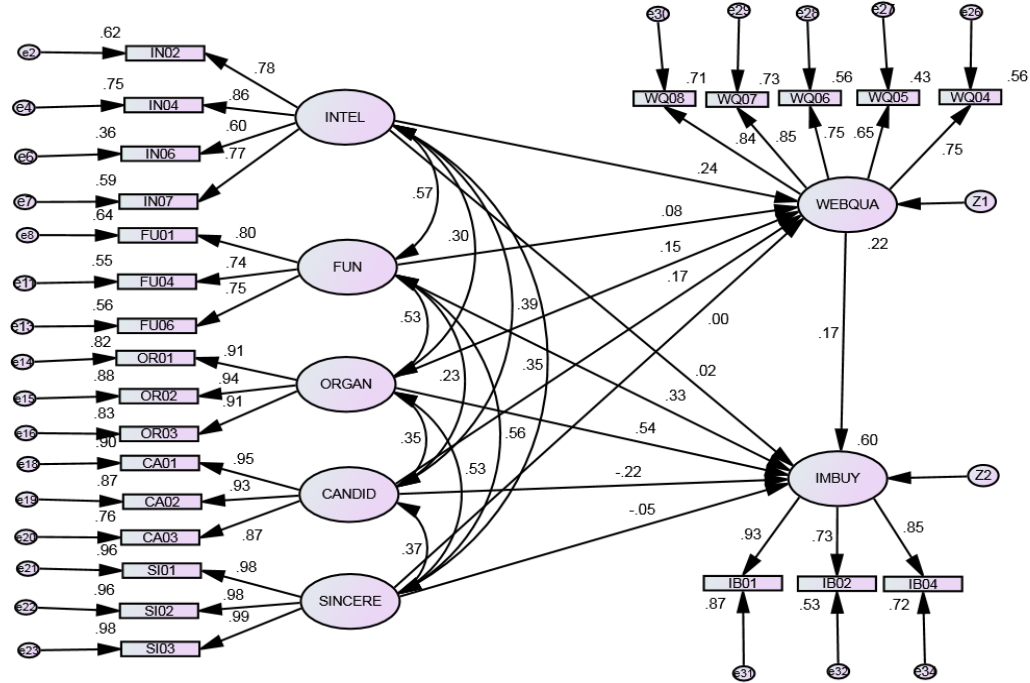 e30 e29 e28 e27 e26
.62
e2 IN02
.78
.71 .73 .56 .43 .56
WQ08 WQ07 WQ06 WQ05 WQ04
.75
e4 IN04
.86
INTEL
.36
.60
e6 IN06
.77
.84 .85 .75 .65 .75
.59
e7 IN07
.24
.57
WEBQUA Z1
.64
e8 FU01
.80
.08
.30
.22
.15
.55
.74
FUN
e11 FU04
.17
.75
.56
.39
e13 FU06
.53
.00
.82
.17
e14 OR01
.91
.35
.02
.88
.94
ORGAN
.23
e15 OR02
.33
.91
.83
e16 OR03
.54
.35
.56
.60
.90
e18 CA01
.95
.53
-.22
.87
.93
CANDID
IMBUY Z2
e19 CA02
-.05
.76
.87
e20 CA03
.93 .73 .85
.37
.96
e21 SI01
.98
IB01 IB02 IB04
.96
.98
SINCERE
.87 .53 .72
e22 SI02
.99
.98
e23 SI03
e31 e32 e34